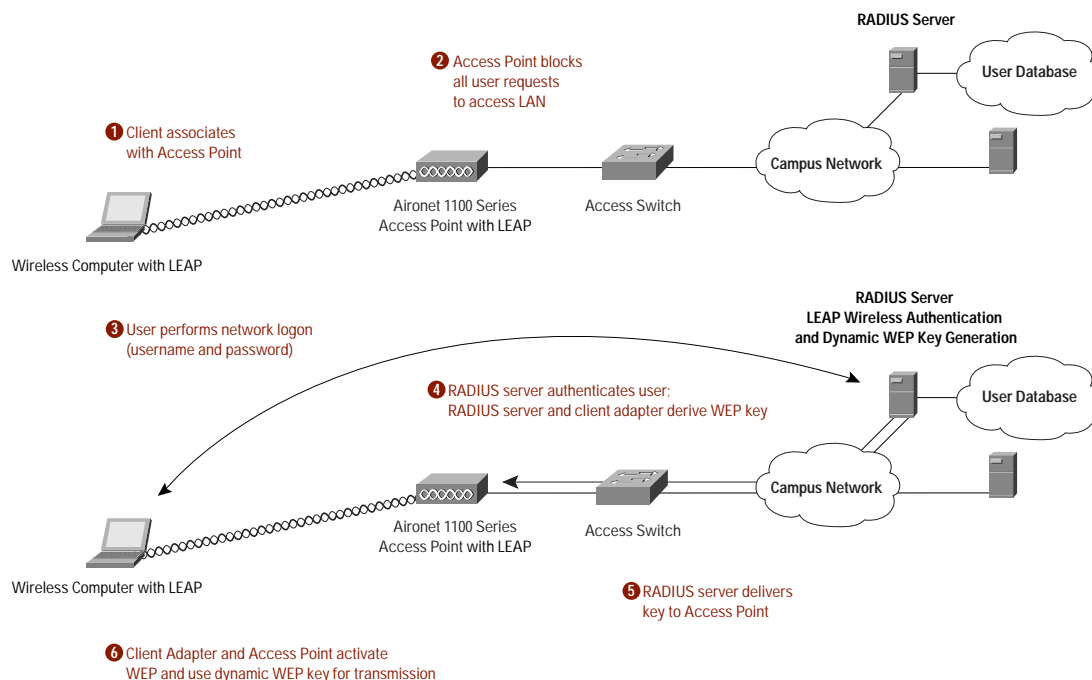 RADIUS Server
2 Access Point blocks
all user requests
to access LAN
User Database
1 Client associates
with Access Point
Campus Network
Aironet 1100 Series
Access Point with LEAP
Access Switch
Wireless Computer with LEAP
RADIUS Server
LEAP Wireless Authentication
and Dynamic WEP Key Generation
3 User performs network logon
(username and password)
4 RADIUS server authenticates user;
RADIUS server and client adapter derive WEP key
User Database
Campus Network
Aironet 1100 Series
Access Point with LEAP
Access Switch
Wireless Computer with LEAP
5 RADIUS server delivers
key to Access Point
6 Client Adapter and Access Point activate
WEP and use dynamic WEP key for transmission